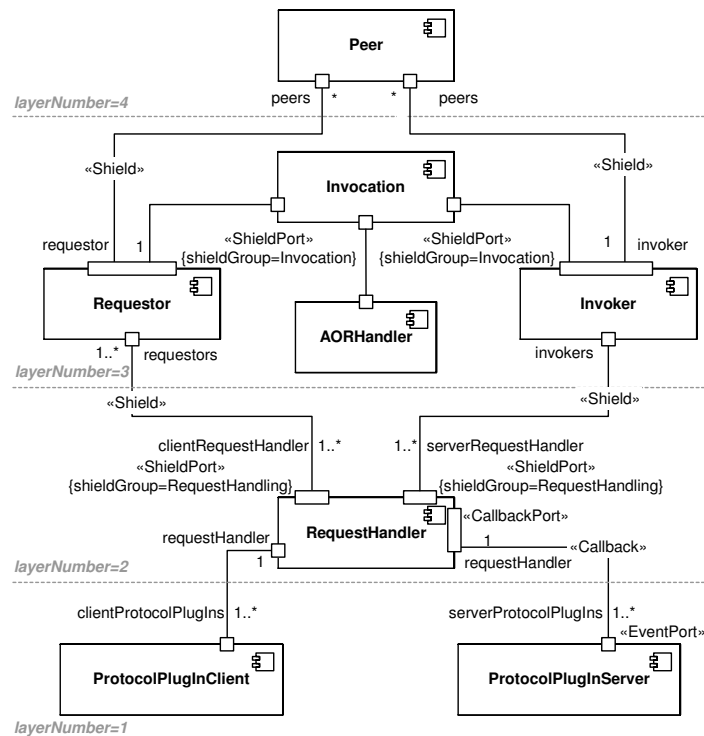 Peer
peers * * peers
layerNumber=4
«Shield» «Shield»
Invocation
requestor 1 «ShieldPort» «ShieldPort» 1 invoker
{shieldGroup=Invocation} {shieldGroup=Invocation}
Requestor Invoker
AORHandler
1..* requestors invokers
layerNumber=3
«Shield» «Shield»
clientRequestHandler 1..* 1..* serverRequestHandler
«ShieldPort» «ShieldPort»
{shieldGroup=RequestHandling} {shieldGroup=RequestHandling}
«CallbackPort»
RequestHandler
requestHandler 1 1 «Callback»
requestHandler
layerNumber=2
clientProtocolPlugIns 1..* serverProtocolPlugIns 1..*
«EventPort»
ProtocolPlugInClient ProtocolPlugInServer
layerNumber=1